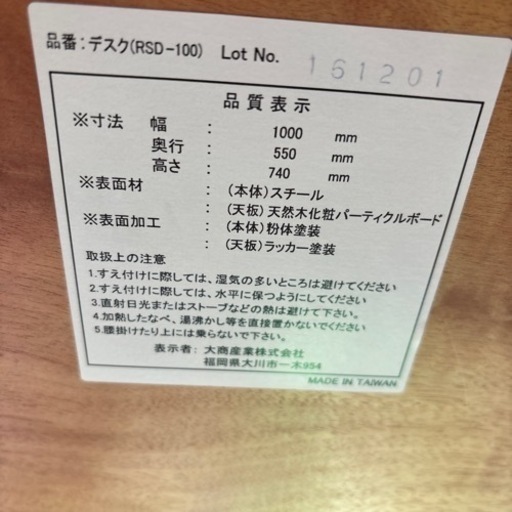 品番：デスク(RSD-100) Lot No. 161201
品質表示
※寸法 幅 ： 1000 mm
奥行 ： 550 mm
高さ ： 740 mm
※表面材 ： (本体)スチール
： (天板)天然木化粧パーティクルボード
※表面加工 ： (本体)粉体塗装
： (天板)ラッカー塗装
取扱上の注意
1.すえ付けに際しては、湿気の多いところは避けてください
2.すえ付けに際しては、水平に保つようにしてください
3.直射日光またはストーブなどの熱は避けて下さい。
4.加熱したなべ、湯沸かし等を直接置かないでください
5.腰掛けたり上には乗らないで下さい。
表示者：大商産業株式会社
福岡県大川市一木954
MADE IN TAIWAN